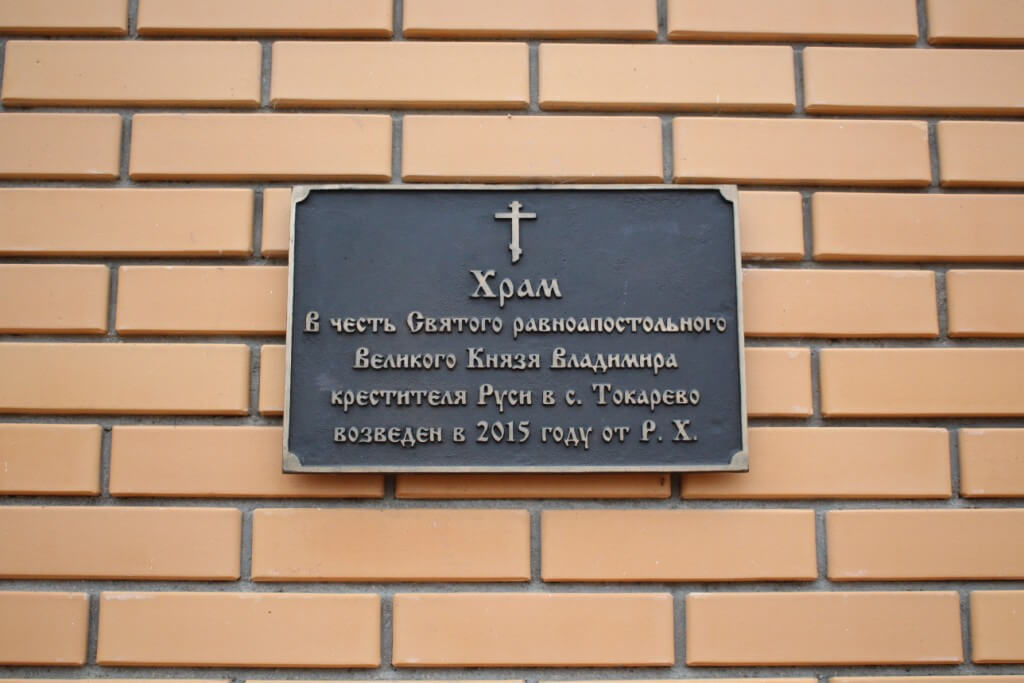 Храм
В честь Святого равноапостольного
Великого Князя Владимира
крестителя Руси в с. Токарево
возведен в 2015 году от Р. Х.